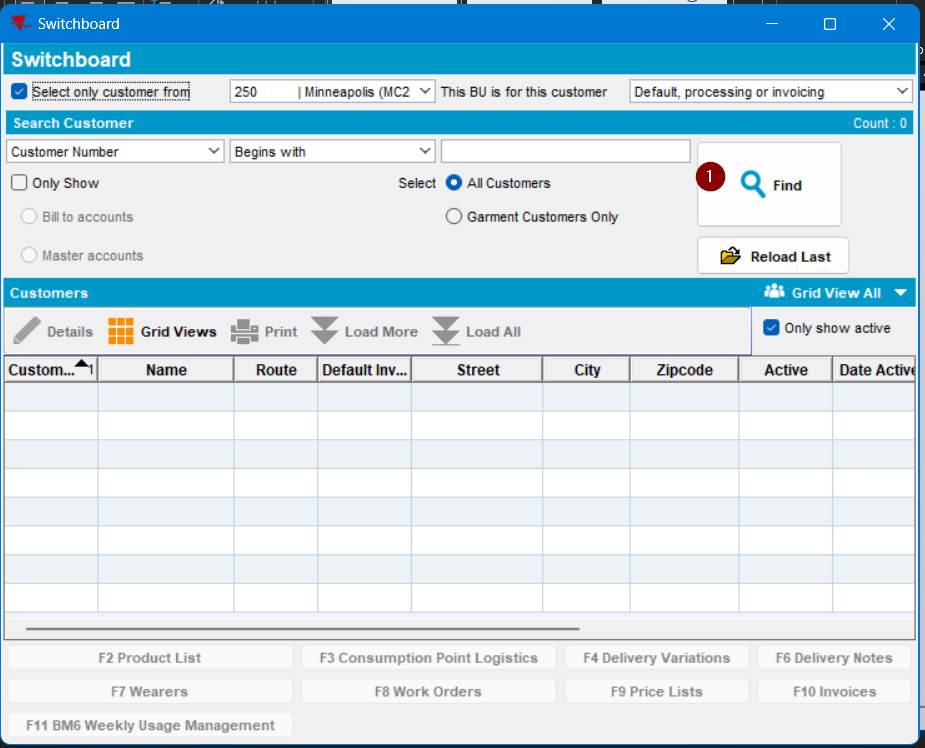 Switchboard
Switchboard
Select only customer from 250 | Minneapolis (MC2 This BU is for this customer Default, processing or invoicing
Search Customer Count : 0
Customer Number Begins with
Only Show Select All Customers 1 Find
Bill to accounts Garment Customers Only
Master accounts Reload Last
Customers Grid View All
Details Grid Views Print Load More Load All Only show active
Custom... 1 Name Route Default Inv... Street City Zipcode Active Date Active
F2 Product List F3 Consumption Point Logistics F4 Delivery Variations F6 Delivery Notes
F7 Wearers F8 Work Orders F9 Price Lists F10 Invoices
F11 BM6 Weekly Usage Management